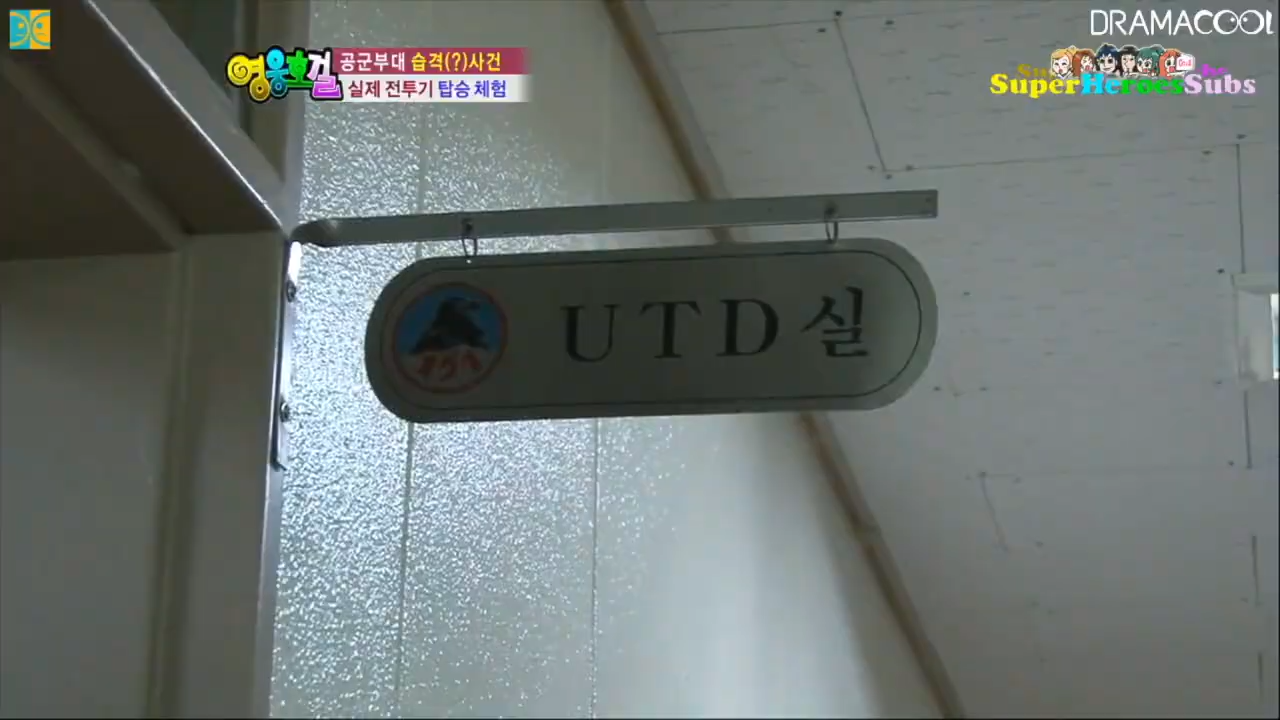 DRAMACOOL
영웅호걸
공군부대 습격(?)사건
실제 전투기 탑승 체험
SuperHeroesSubs
UTD실